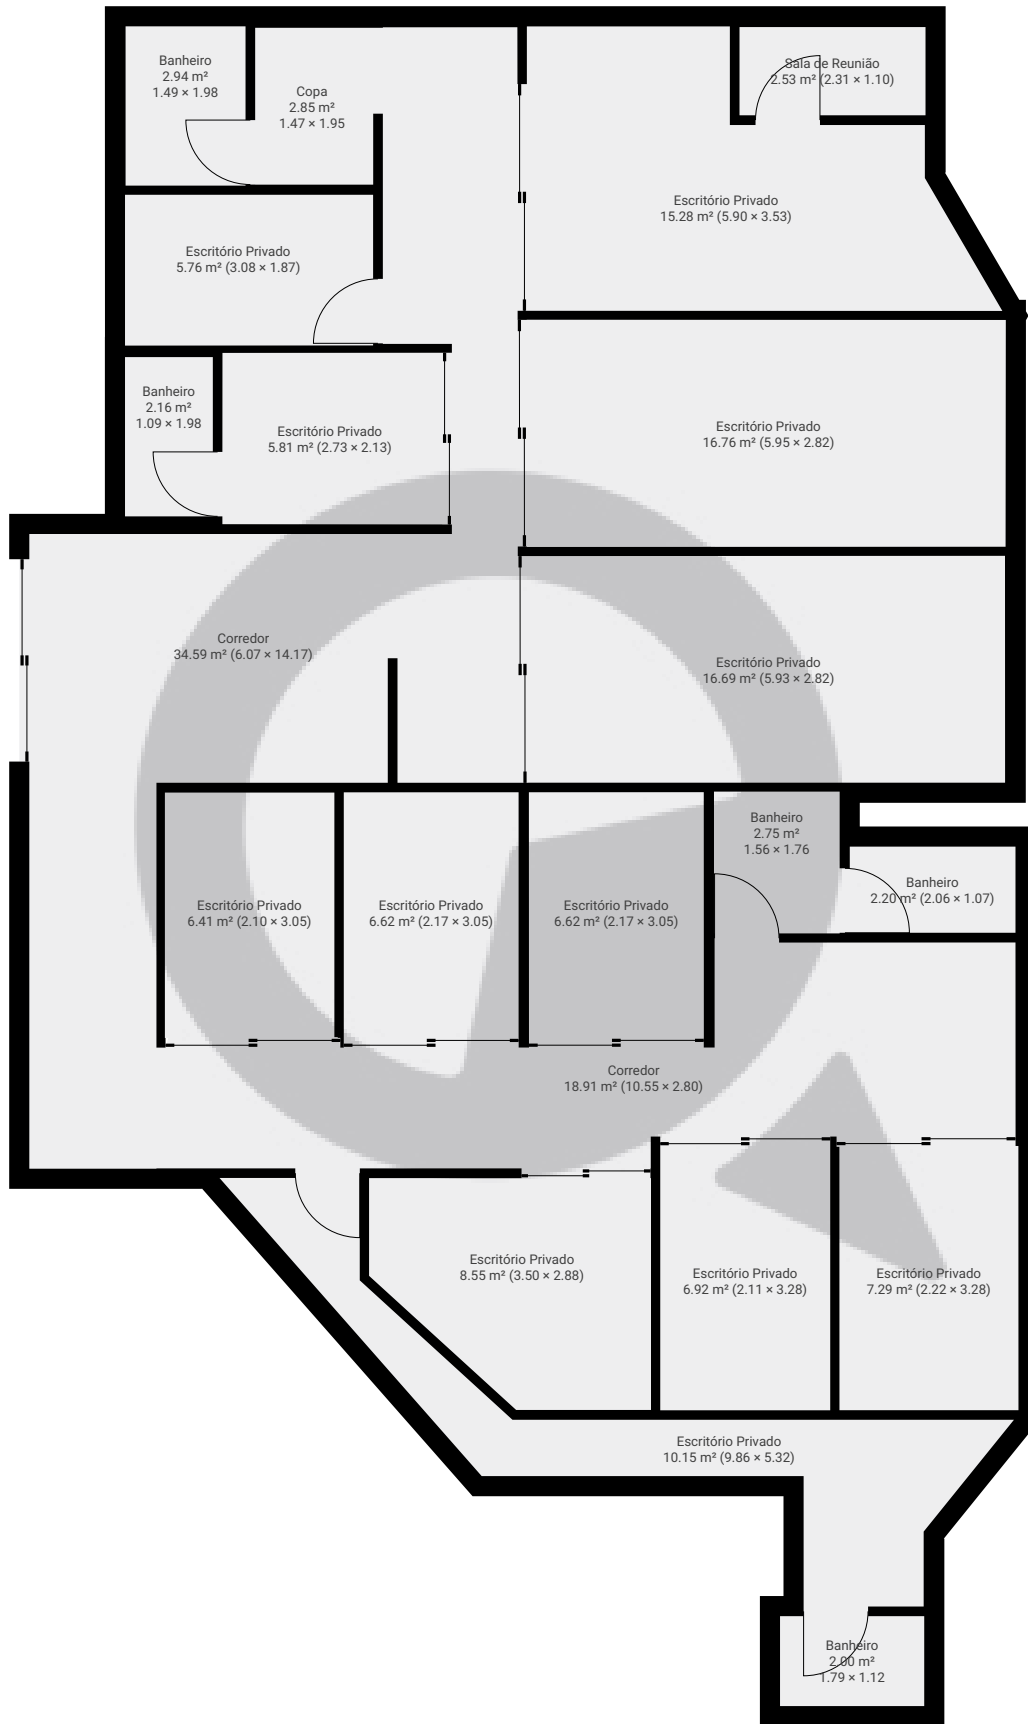 Banheiro
2.94 m²
1.49 × 1.98
Copa
2.85 m²
1.47 × 1.95
Sala de Reunião
2.53 m² (2.31 × 1.10)
Escritório Privado
15.28 m² (5.90 × 3.53)
Escritório Privado
5.76 m² (3.08 × 1.87)
Banheiro
2.16 m²
1.09 × 1.98
Escritório Privado
5.81 m² (2.73 × 2.13)
Escritório Privado
16.76 m² (5.95 × 2.82)
Corredor
34.59 m² (6.07 × 14.17)
Escritório Privado
16.69 m² (5.93 × 2.82)
Banheiro
2.75 m²
1.56 × 1.76
Banheiro
2.20 m² (2.06 × 1.07)
Escritório Privado
6.41 m² (2.10 × 3.05)
Escritório Privado
6.62 m² (2.17 × 3.05)
Escritório Privado
6.62 m² (2.17 × 3.05)
Corredor
18.91 m² (10.55 × 2.80)
Escritório Privado
8.55 m² (3.50 × 2.88)
Escritório Privado
6.92 m² (2.11 × 3.28)
Escritório Privado
7.29 m² (2.22 × 3.28)
Escritório Privado
10.15 m² (9.86 × 5.32)
Banheiro
2.00 m²
1.79 × 1.12